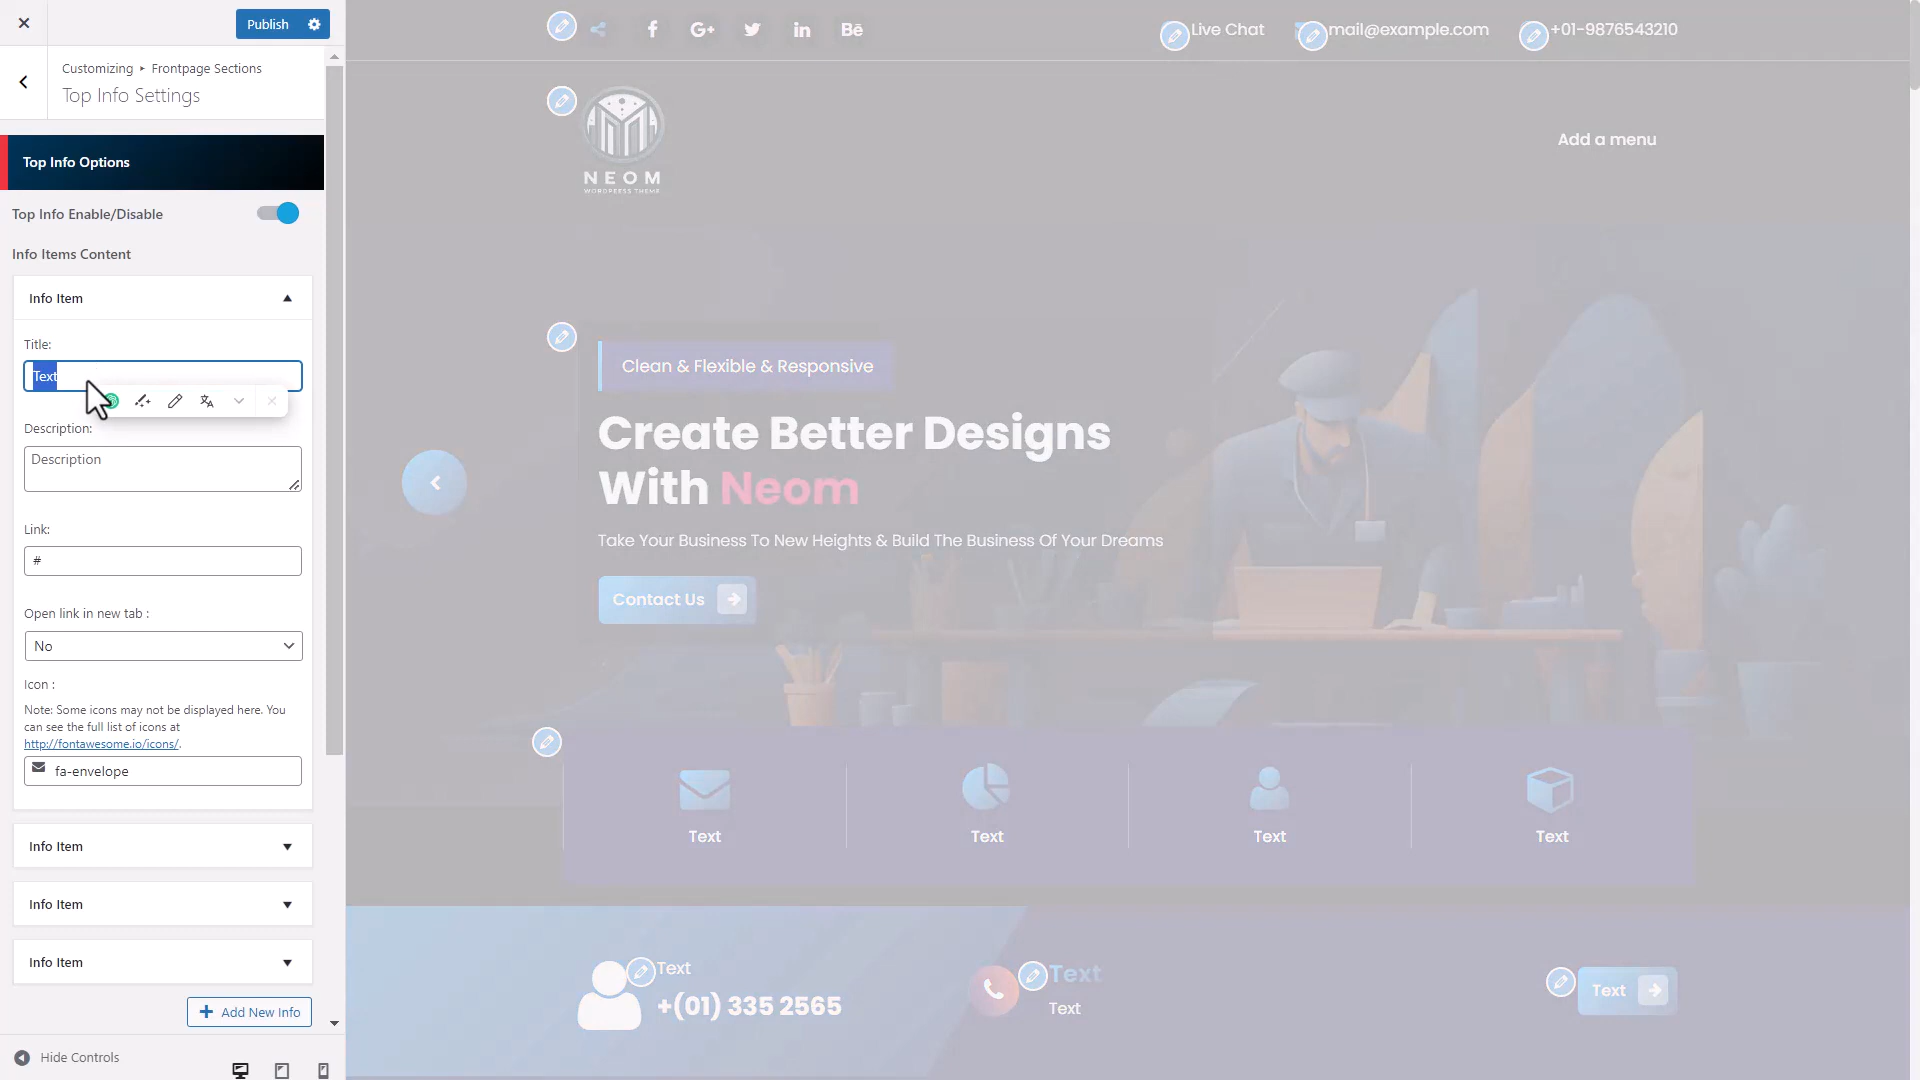 Publish
Customizing ▸ Frontpage Sections
Top Info Settings
Top Info Options
Top Info Enable/Disable
Info Items Content
Info Item
Title:
Text
Description:
Description
Link:
#
Open link in new tab :
No
Icon :
Note: Some icons may not be displayed here. You
can see the full list of icons at
http://fontawesome.io/icons/.
fa-envelope
Info Item
Info Item
Info Item
Add New Info
Hide Controls
Live Chat
mail@example.com
+01-9876543210
NEOM
WORDPRESS THEME
Add a menu
Clean & Flexible & Responsive
Create Better Designs
With Neom
Take Your Business To New Heights & Build The Business Of Your Dreams
Contact Us
Text
Text
Text
Text
Text
+(01) 335 2565
Text
Text
Text